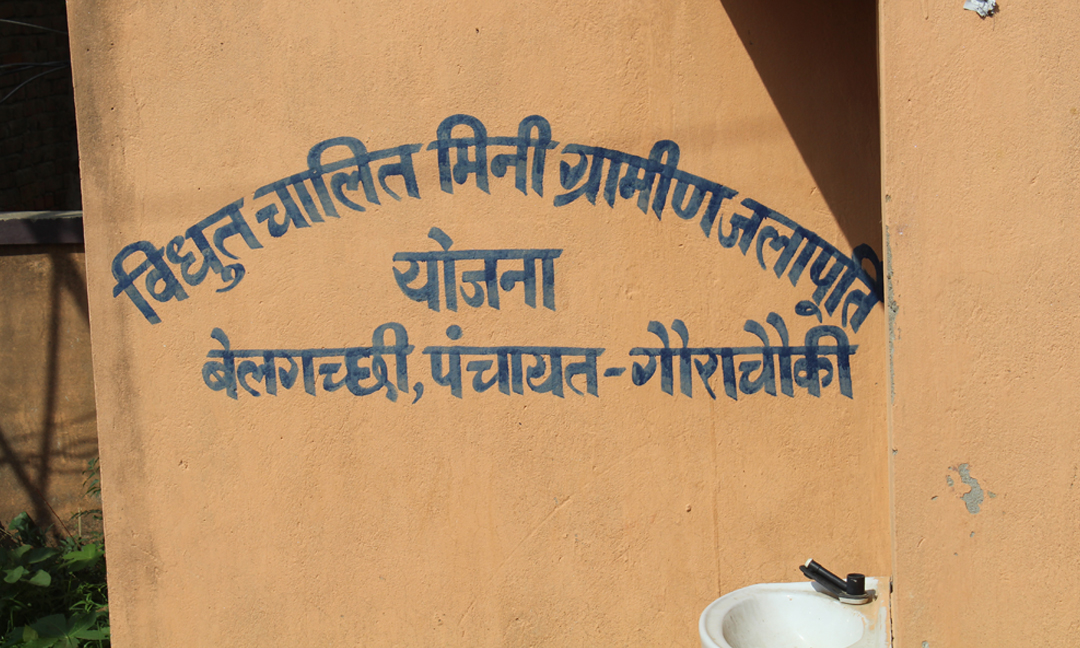 विधुत चालित मिनी ग्रामीण जलापूर्ति
योजना
बेलगच्छी, पंचायत-गौराचौकी